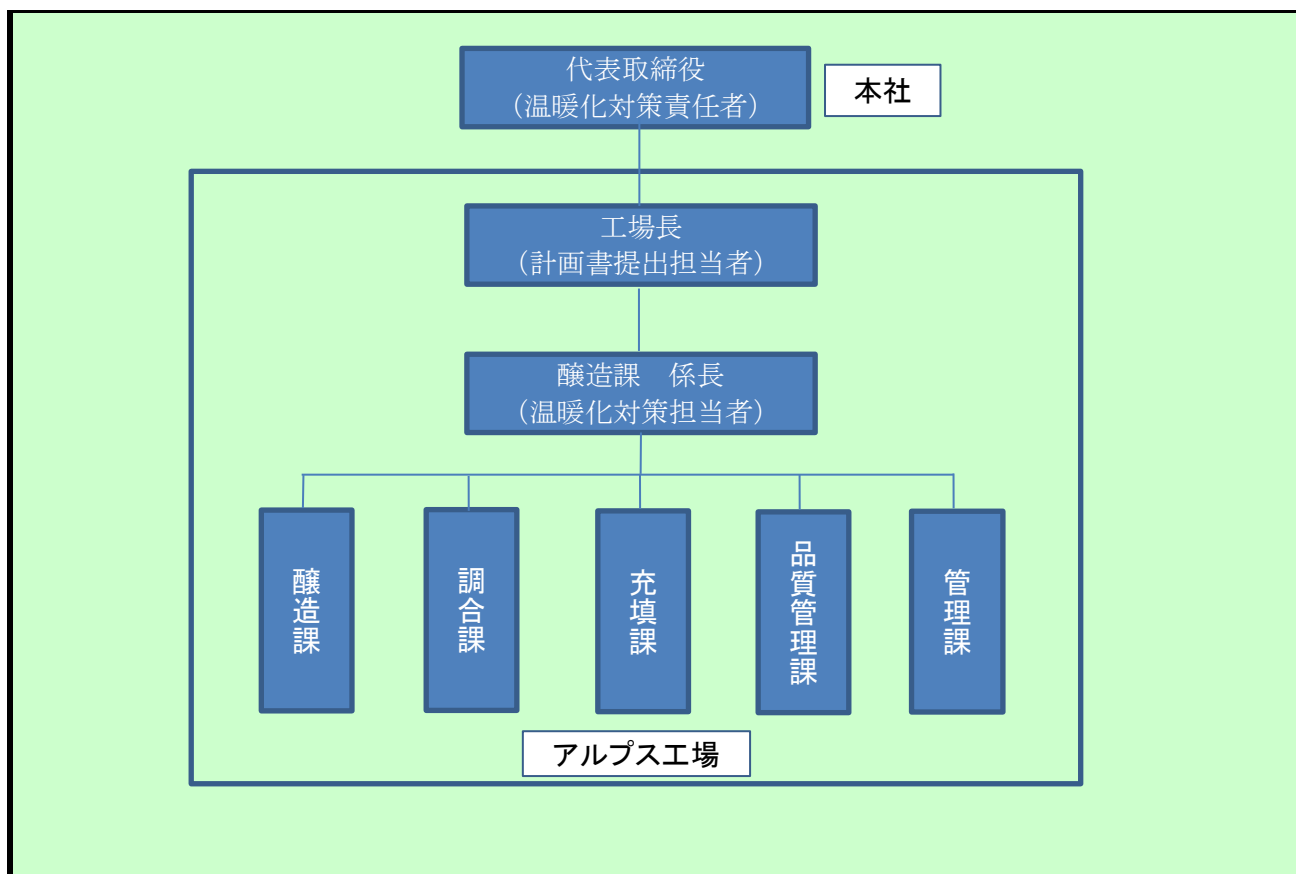 代表取締役
（温暖化対策責任者）
本社
工場長
（計画書提出担当者）
醸造課　係長
（温暖化対策担当者）
醸造課
調合課
充填課
品質管理課
管理課
アルプス工場